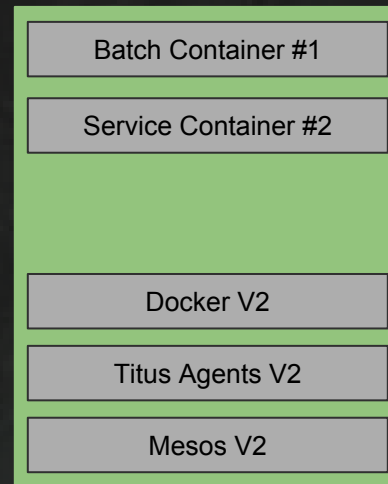 Batch Container #1
Service Container #2
Docker V2
Titus Agents V2
Mesos V2